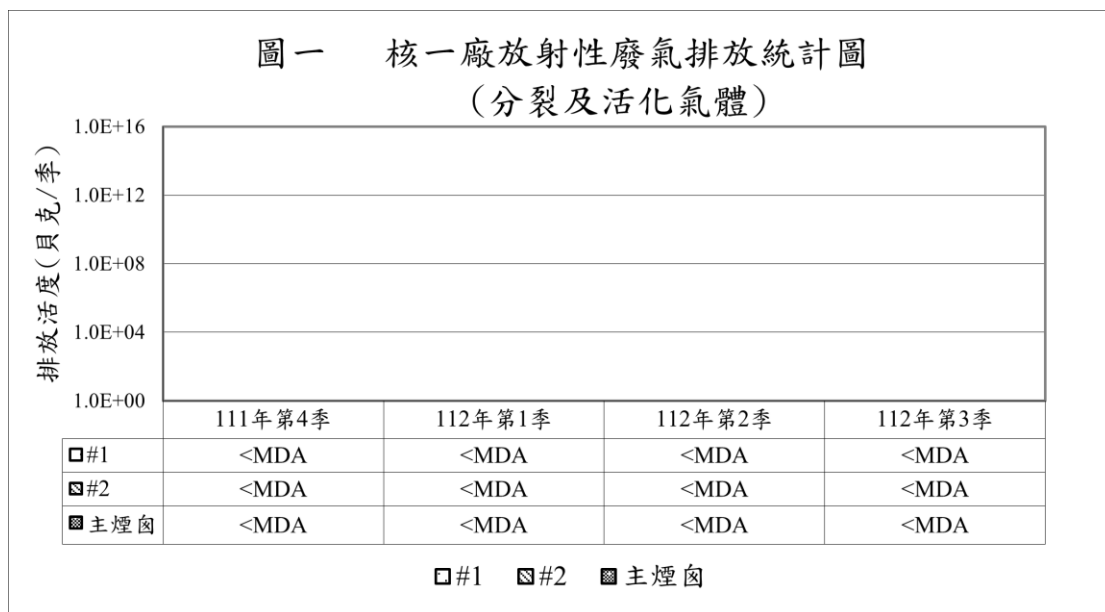 圖一 核一廠放射性廢氣排放統計圖
(分裂及活化氣體)
排放活度(貝克/季)
1.0E+16
1.0E+12
1.0E+08
1.0E+04
1.0E+00
111年第4季 112年第1季 112年第2季 112年第3季
#1 <MDA <MDA <MDA <MDA
#2 <MDA <MDA <MDA <MDA
主煙囪 <MDA <MDA <MDA <MDA
#1 #2 主煙囪